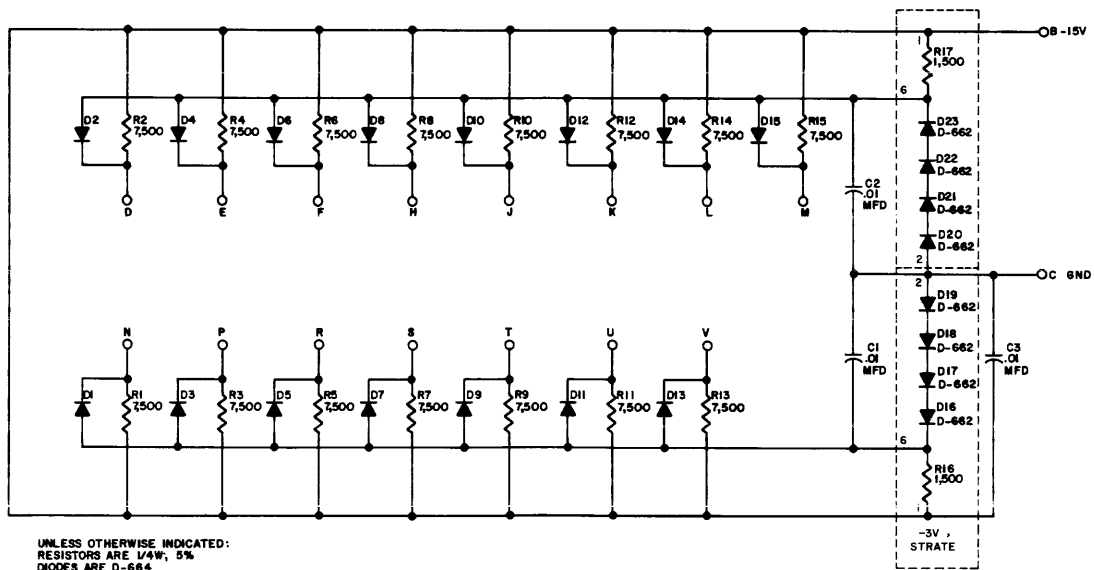 B -15V
1
R17
1,500
6
D2
R2
7,500
D4
R4
7,500
D6
R6
7,500
D8
R8
7,500
D10
R10
7,500
D12
R12
7,500
D14
R14
7,500
D15
R15
7,500
D23
D-662
D22
D-662
D21
D-662
D20
D-662
C2
.01
MFD
D
E
F
H
J
K
L
M
2
C GND
2
D19
D-662
D18
D-662
D17
D-662
D16
D-662
C1
.01
MFD
C3
.01
MFD
N
P
R
S
T
U
V
D1
R1
7,500
D3
R3
7,500
D5
R5
7,500
D7
R7
7,500
D9
R9
7,500
D11
R11
7,500
D13
R13
7,500
6
R16
1,500
1
-3V,
STRATE
UNLESS OTHERWISE INDICATED:
RESISTORS ARE 1/4W, 5%
DIODES ARE D-664